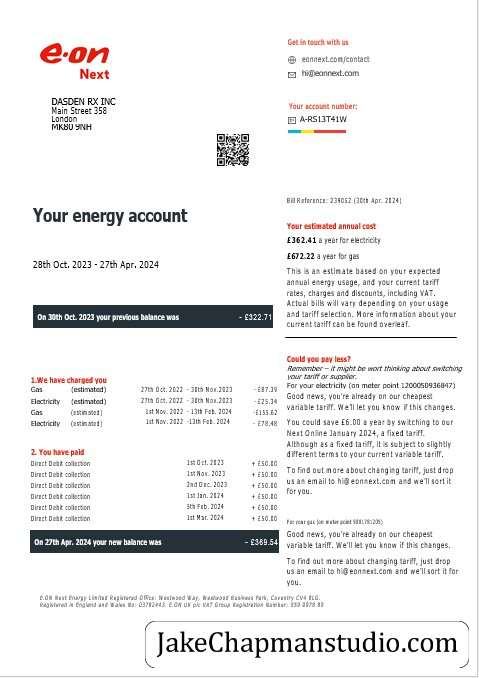 e·on
Next
DASDEN RX INC
Main Street 358
London
MK80 9NH
Get in touch with us
eonnext.com/contact
hi@eonnext.com
Your account number:
A-RS13T41W
Bill Reference: 239052 (30th Apr. 2024)
Your energy account
28th Oct. 2023 - 27th Apr. 2024
On 30th Oct. 2023 your previous balance was - £322.71
1.We have charged you
Gas (estimated) 27th Oct. 2022 - 30th Nov.2023 -£87.39
Electricity (estimated) 27th Oct. 2022 - 30th Nov.2023 -£25.34
Gas (estimated) 1st Nov. 2022 -13th Feb. 2024 -£155.62
Electricity (estimated) 1st Nov. 2022 -13th Feb. 2024 -£78.48
2. You have paid
Direct Debit collection 1st Oct. 2023 + £50.00
Direct Debit collection 1st Nov. 2023 + £50.00
Direct Debit collection 2nd Dec. 2023 + £50.00
Direct Debit collection 1st Jan. 2024 + £50.00
Direct Debit collection 5th Feb. 2024 + £50.00
Direct Debit collection 1st Mar. 2024 + £50.00
On 27th Apr. 2024 your new balance was - £369.54
Your estimated annual cost
£362.41 a year for electricity
£672.22 a year for gas
This is an estimate based on your expected
annual energy usage, and your current tariff
rates, charges and discounts, including VAT.
Actual bills will vary depending on your usage
and tariff selection. More information about your
current tariff can be found overleaf.
Could you pay less?
Remember – it might be wort thinking about switching
your tariff or supplier.
For your electricity (on meter point 1200050936847)
Good news, you're already on our cheapest
variable tariff. We'll let you know if this changes.
You could save £6.00 a year by switching to our
Next Online January 2024, a fixed tariff.
Although as a fixed tariff, it is subject to slightly
different terms to your current variable tariff.
To find out more about changing tariff, just drop
us an email to hi@eonnext.com and we'll sort it
for you.
For your gas (on meter point 9081781205)
Good news, you're already on our cheapest
variable tariff. We'll let you know if this changes.
To find out more about changing tariff, just drop
us an email to hi@eonnext.com and we'll sort it for
you.
E.ON Next Energy Limited Registered Office: Westwood Way, Westwood Business Park, Coventry CV4 8LG.
Registered in England and Wales No: 03782443. E.ON UK plc VAT Group Registration Number: 559 0978 89
JakeChapmanstudio.com